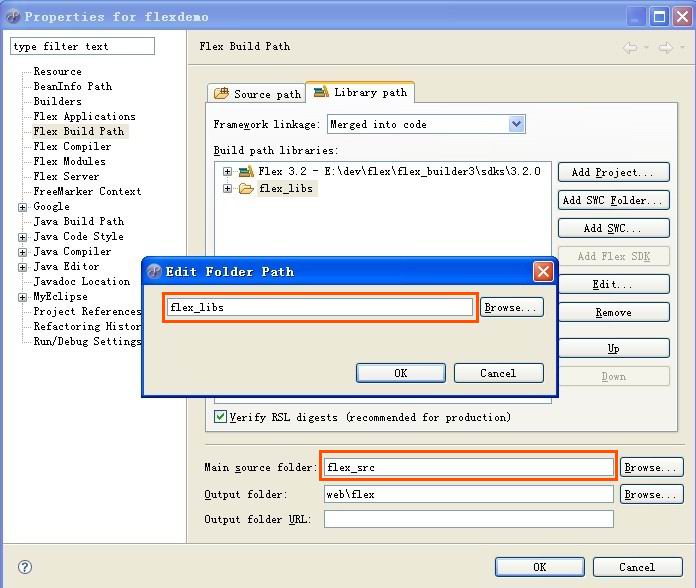 Properties for flexdemo
type filter text
Flex Build Path
Resource
BeanInfo Path
Builders
Flex Applications
Flex Build Path
Flex Compiler
Flex Modules
Flex Server
FreeMarker Context
Google
Java Build Path
Java Code Style
Java Compiler
Java Editor
Javadoc Location
MyEclipse
Project References
Refactoring Histor
Run/Debug Settings
Source path
Library path
Framework linkage: Merged into code
Build path libraries:
Flex 3.2 - E:\dev\flex\flex_builder3\sdks\3.2.0
flex_libs
Add Project...
Add SWC Folder...
Add SWC...
Add Flex SDK
Edit...
Remove
Up
Down
Edit Folder Path
flex_libs
Browse...
OK
Cancel
Verify RSL digests (recommended for production)
Main source folder: flex_src Browse...
Output folder: web\flex Browse...
Output folder URL:
OK
Cancel